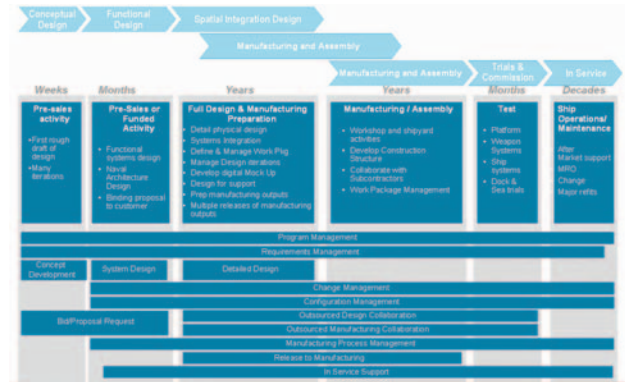 Conceptual
Design
Functional
Design
Spatial Integration Design
Manufacturing and Assembly
Manufacturing and Assembly
Trials &
Commission
In Service
Weeks
Months
Years
Years
Months
Decades
Pre-sales
activity
•First rough
draft of
design
•Many
iterations
Pre-Sales or
Funded Activity
• Functional
systems design
• Naval
Architecture
Design
• Binding proposal
to customer
Full Design & Manufacturing
Preparation
• Detail physical design
• Systems integration
• Define & Manage Work Pkg.
• Manage Design iterations
• Develop digital Mock Up
• Design for support
• Prep manufacturing outputs
• Multiple releases of manufacturing
outputs
Manufacturing / Assembly
• Workshop and shipyard
activities
• Develop Construction
Structure
• Collaborate with
Subcontractors
• Work Package Management
Test
• Platform
• Weapon
Systems
• Ship
systems
• Dock &
Sea trials
Ship
Operations/
Maintenance
After
Market support
MRO
Change
Major refits
Program Management
Requirements Management
Concept
Development
System Design
Detailed Design
Change Management
Configuration Management
Bid/Proposal Request
Outsourced Design Collaboration
Outsourced Manufacturing Collaboration
Manufacturing Process Management
Release to Manufacturing
In Service Support